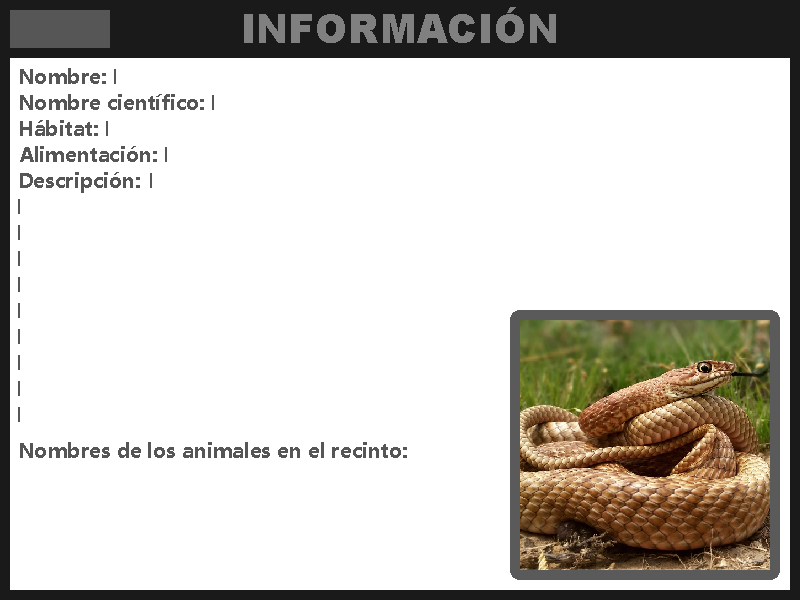 INFORMACIÓN
Nombre: |
Nombre científico: |
Hábitat: |
Alimentación: |
Descripción: |
|
|
|
|
|
|
|
|
|
Nombres de los animales en el recinto: